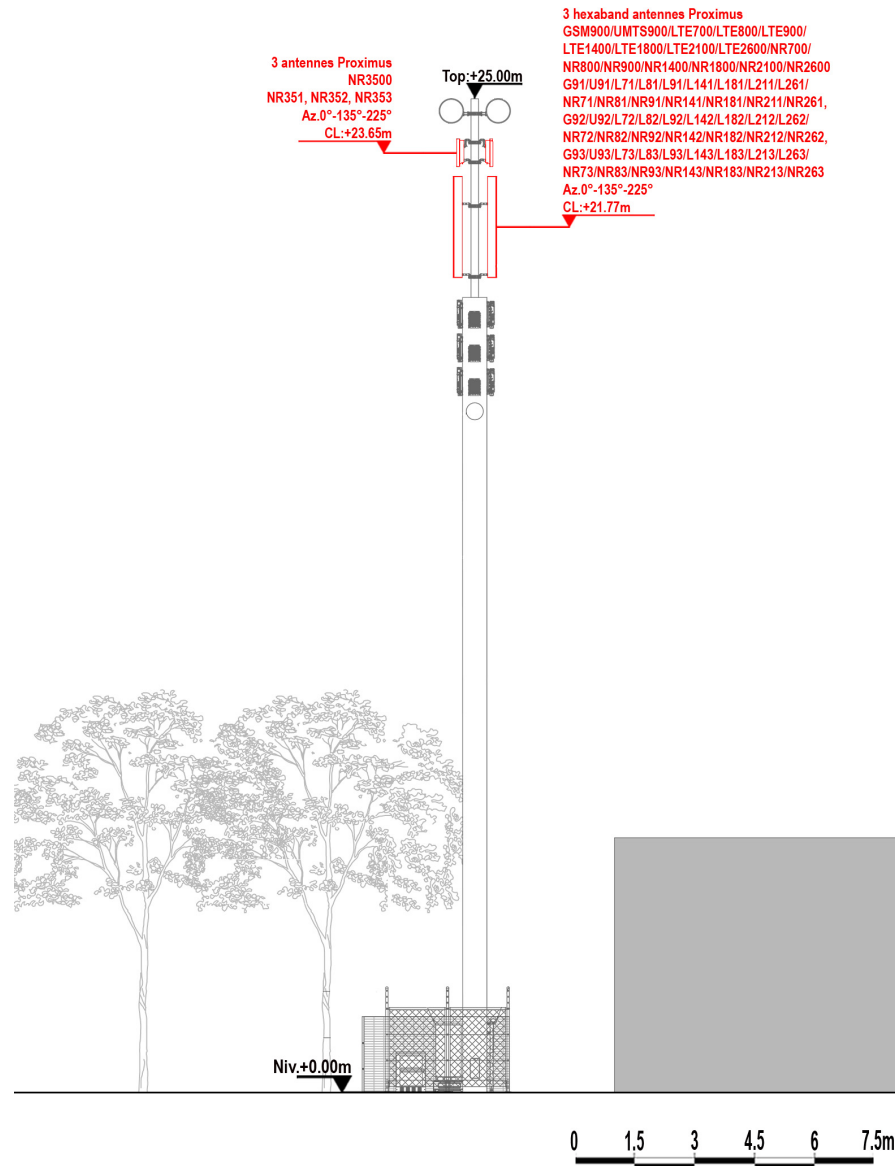 3 antennes Proximus
NR3500
NR351, NR352, NR353
Az.0°-135°-225°
CL:+23.65m
Top:+25.00m
3 hexaband antennes Proximus
GSM900/UMTS900/LTE700/LTE800/LTE900/
LTE1400/LTE1800/LTE2100/LTE2600/NR700/
NR800/NR900/NR1400/NR1800/NR2100/NR2600
G91/U91/L71/L81/L91/L141/L181/L211/L261/
NR71/NR81/NR91/NR141/NR181/NR211/NR261,
G92/U92/L72/L82/L92/L142/L182/L212/L262/
NR72/NR82/NR92/NR142/NR182/NR212/NR262,
G93/U93/L73/L83/L93/L143/L183/L213/L263/
NR73/NR83/NR93/NR143/NR183/NR213/NR263
Az.0°-135°-225°
CL:+21.77m
Niv.+0.00m
0 1.5 3 4.5 6 7.5m